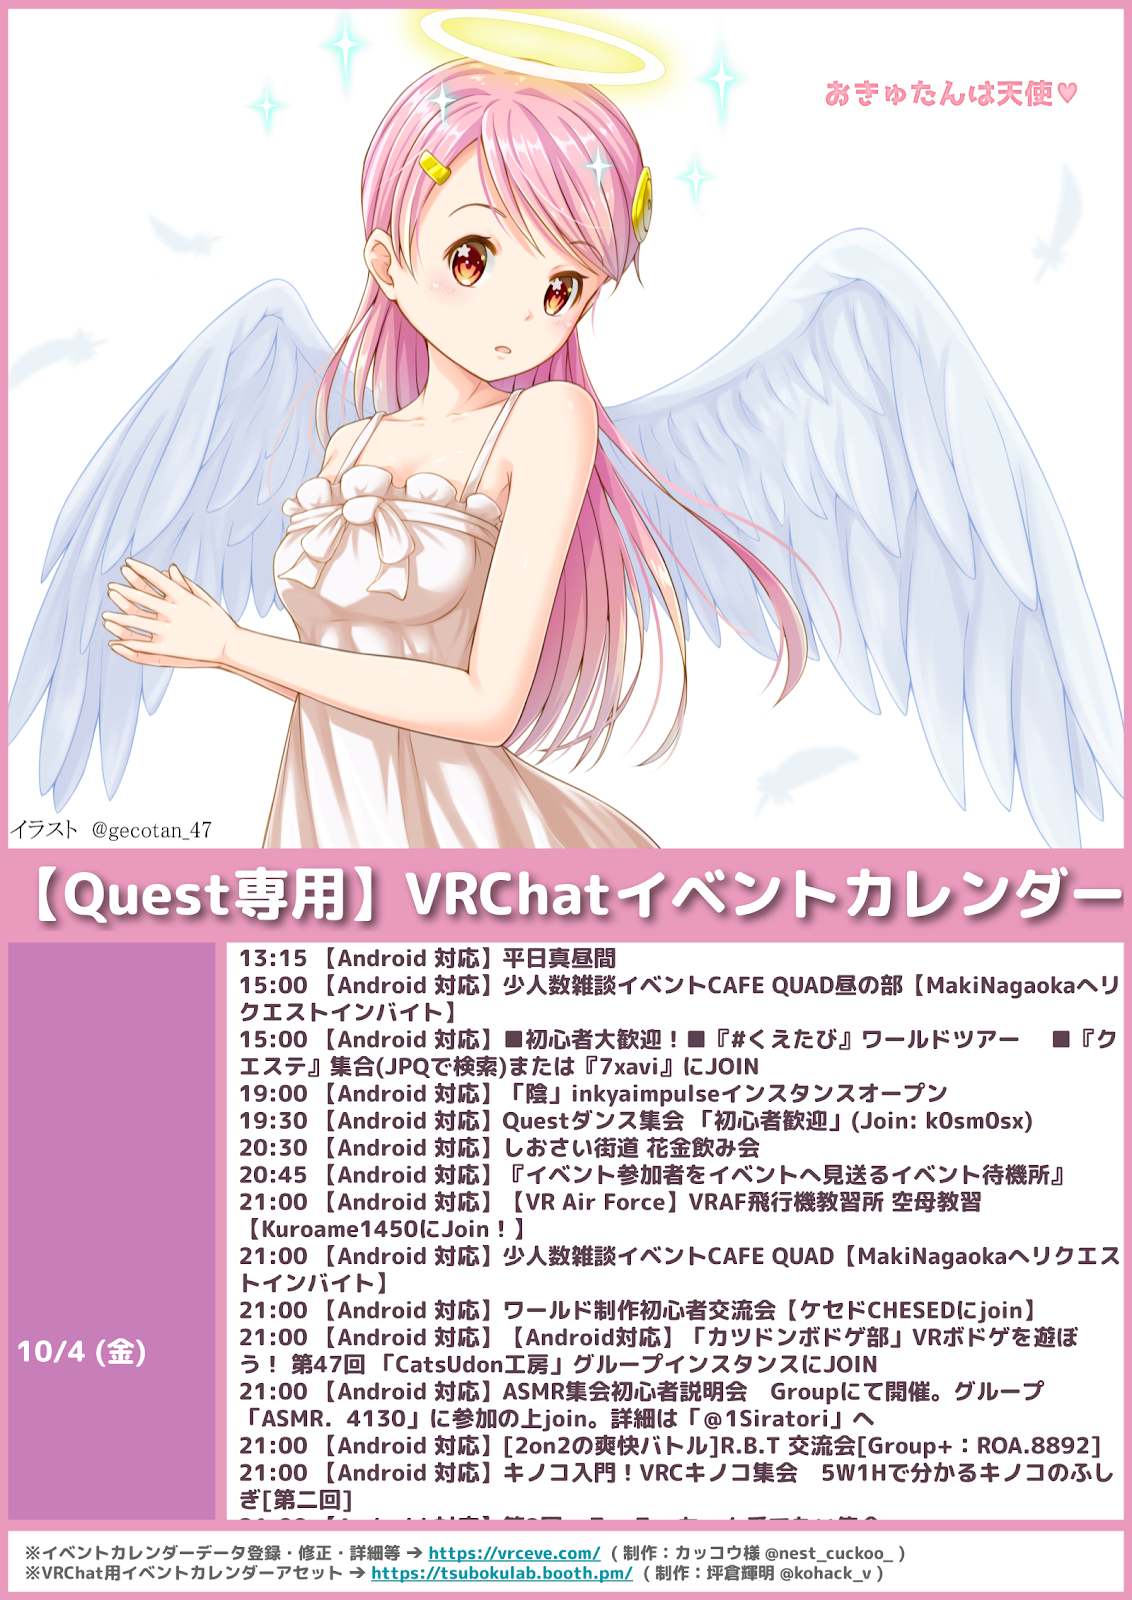 おきゅたんは天使♥
イラスト @gecotan_47
【Quest専用】VRChatイベントカレンダー
10/4 (金)
13:15 【Android 対応】平日真昼間
15:00 【Android 対応】少人数雑談イベントCAFE QUAD昼の部【MakiNagaokaへリ
クエストインバイト】
15:00 【Android 対応】■初心者大歓迎！■『#くえたび』ワールドツアー　■『ク
エステ』集合(JPQで検索)または『7xavi』にJOIN
19:00 【Android 対応】「陰」inkyaimpulseインスタンスオープン
19:30 【Android 対応】Questダンス集会 「初心者歓迎」(Join: k0sm0sx)
20:30 【Android 対応】しおさい街道 花金飲み会
20:45 【Android 対応】『イベント参加者をイベントへ見送るイベント待機所』
21:00 【Android 対応】【VR Air Force】VRAF飛行機教習所 空母教習
【Kuroame1450にJoin！】
21:00 【Android 対応】少人数雑談イベントCAFE QUAD【MakiNagaokaへリクエス
トインバイト】
21:00 【Android 対応】ワールド制作初心者交流会【ケセドCHESEDにjoin】
21:00 【Android 対応】【Android対応】「カツドンボドゲ部」VRボドゲを遊ぼ
う！ 第47回 「CatsUdon工房」グループインスタンスにJOIN
21:00 【Android 対応】ASMR集会初心者説明会　Groupにて開催。グループ
「ASMR．4130」に参加の上join。詳細は「@1Siratori」へ
21:00 【Android 対応】[2on2の爽快バトル]R.B.T 交流会[Group+：ROA.8892]
21:00 【Android 対応】キノコ入門！VRCキノコ集会　5W1Hで分かるキノコのふし
ぎ[第二回]
※イベントカレンダーデータ登録・修正・詳細等 → https://vrceve.com/ ( 制作：カッコウ様 @nest_cuckoo_ )
※VRChat用イベントカレンダーアセット → https://tsubokulab.booth.pm/ ( 制作：坪倉輝明 @kohack_v )